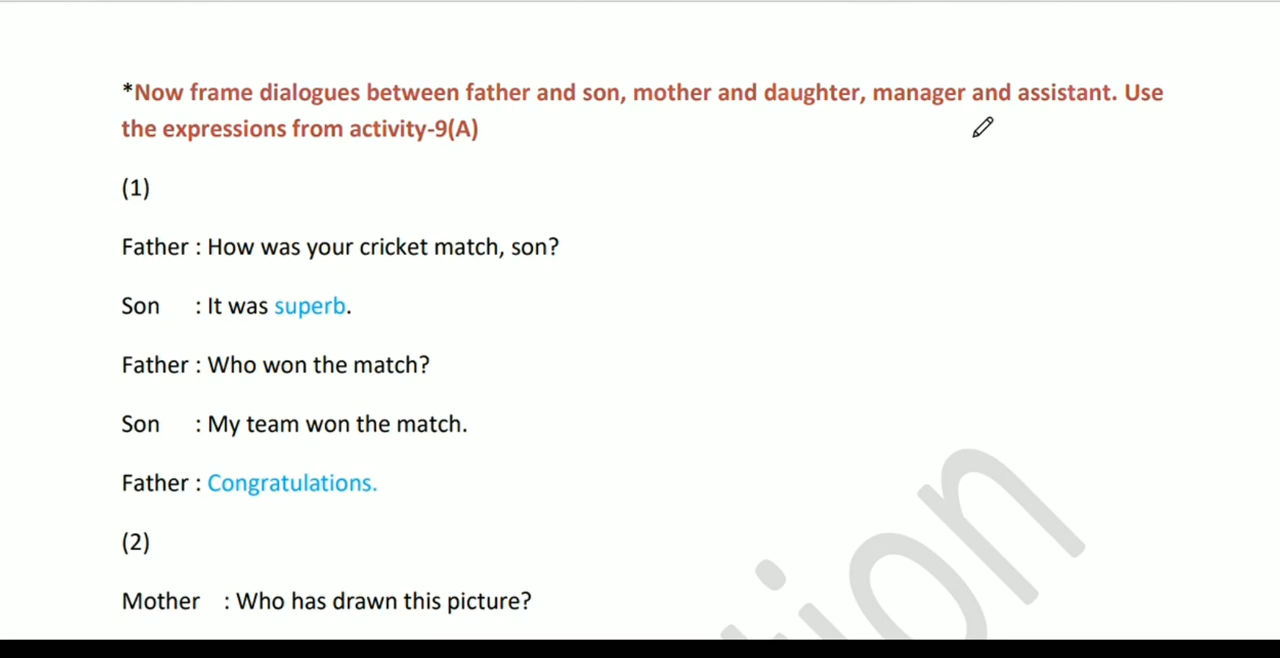 *Now frame dialogues between father and son, mother and daughter, manager and assistant. Use
the expressions from activity-9(A)
(1)
Father : How was your cricket match, son?
Son : It was superb.
Father : Who won the match?
Son : My team won the match.
Father : Congratulations.
(2)
Mother : Who has drawn this picture?